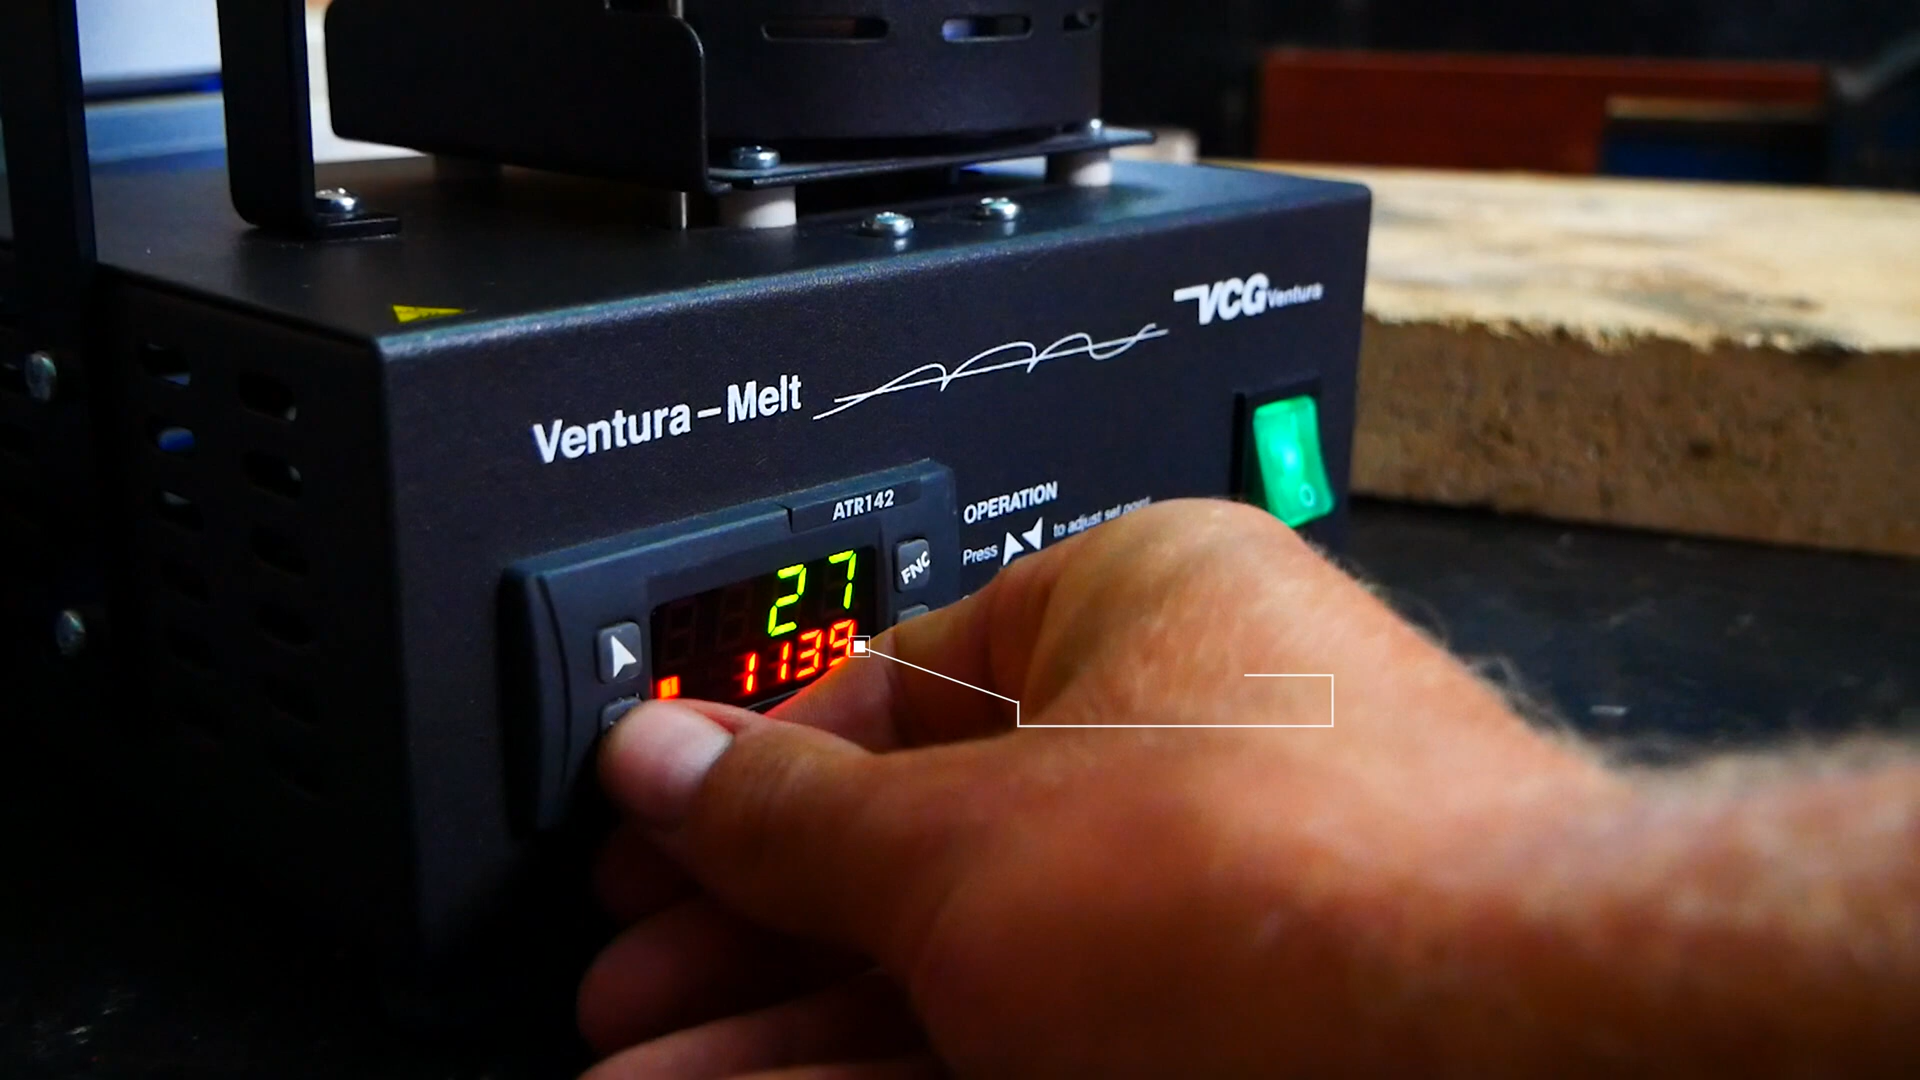 VCG Ventura
Ventura-Melt
ATR142
OPERATION
Press to adjust set point
FNC
27
1139